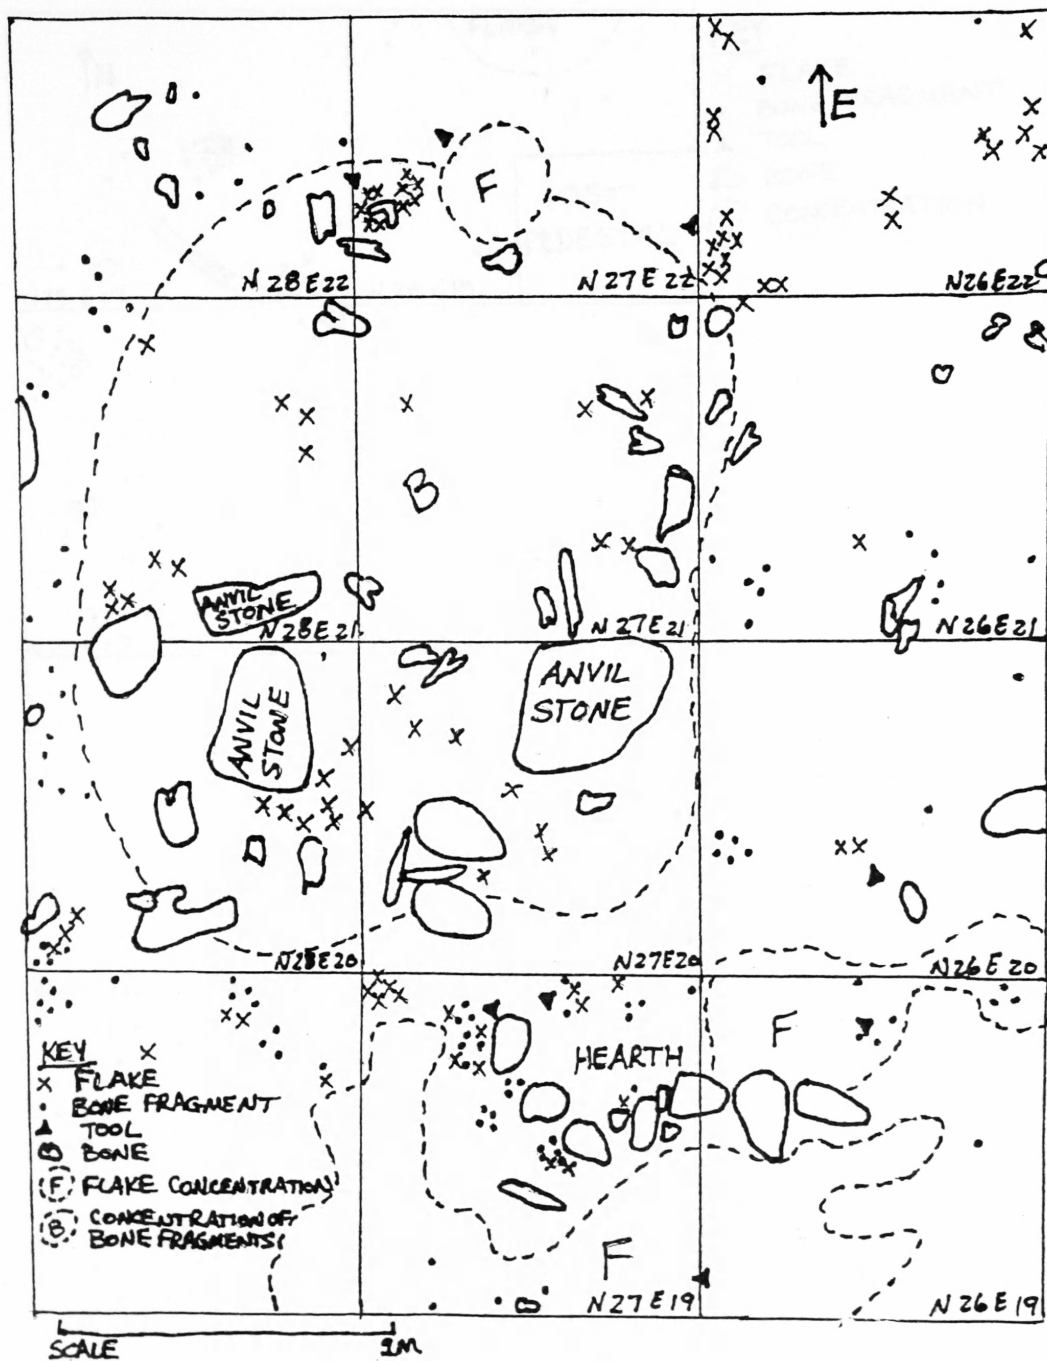 E
F
N28E22
N27E22
N26E22
B
ANVIL
STONE
N28E21
N27E21
N26E21
ANVIL
STONE
ANVIL
STONE
N28E20
N27E20
N26E20
F
HEARTH
KEY
x FLAKE
BONE FRAGMENT
TOOL
BONE
F FLAKE CONCENTRATION
B CONCENTRATION OF
BONE FRAGMENTS
F
N27E19
N26E19
SCALE 1M